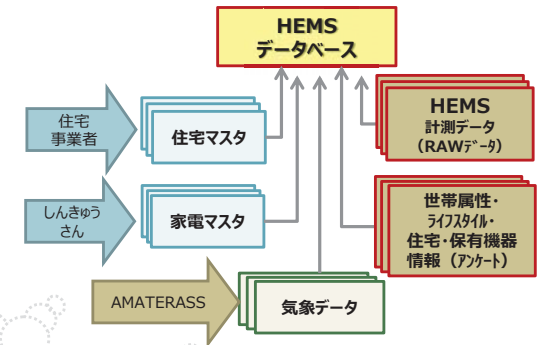 HEMS
データベース
住宅
事業者
住宅マスタ
HEMS
計測データ
(RAWﾃﾞｰﾀ)
しんきゅう
さん
家電マスタ
世帯属性・
ﾗｲﾌｽﾀｲﾙ・
住宅・保有機器
情報（ｱﾝｹｰﾄ）
AMATERASS
気象データ